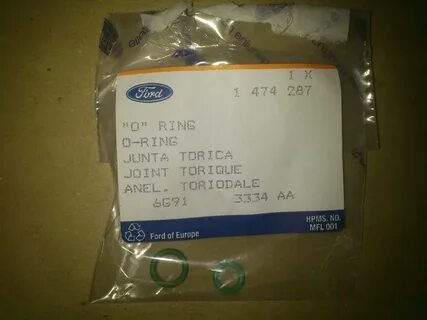 1 X
Ford
1 474 287
"O" RING
O-RING
JUNTA TORICA
JOINT TORIQUE
ANEL. TORIODALE
6G91 3334 AA
HPMS. NO.
MFL 001
Ford of Europe